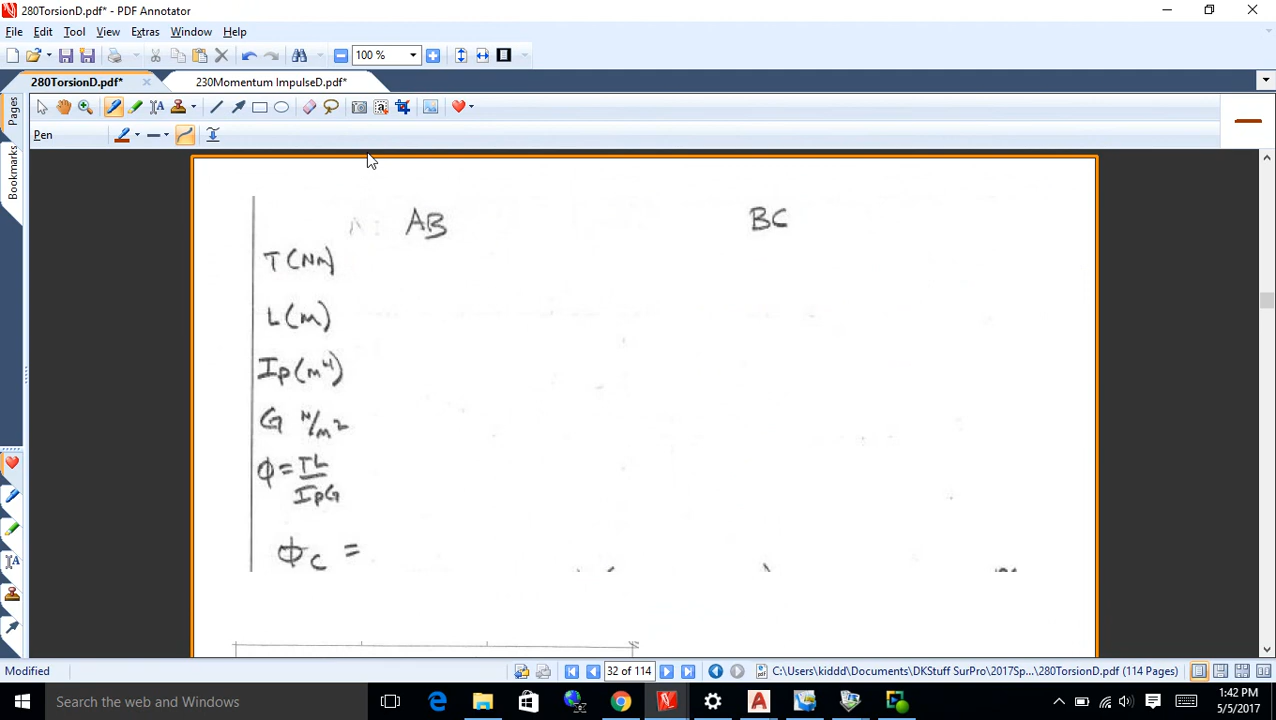 280TorsionD.pdf* - PDF Annotator
File Edit Tool Extras View Window Help
100 %
280TorsionD.pdf* 230Momentum ImpulseD.pdf*
Pen
Pages
Bookmarks
AB BC
T (Nm)
L (m)
Ip (m⁴)
G N/m²
φ = TL/IpG
φc =
Modified
32 of 114
C:\Users\kiddd\Documents\DKStuff SurPro\2017Sp...\280TorsionD.pdf (114 Pages)
Search the web and Windows
1:42 PM
5/5/2017